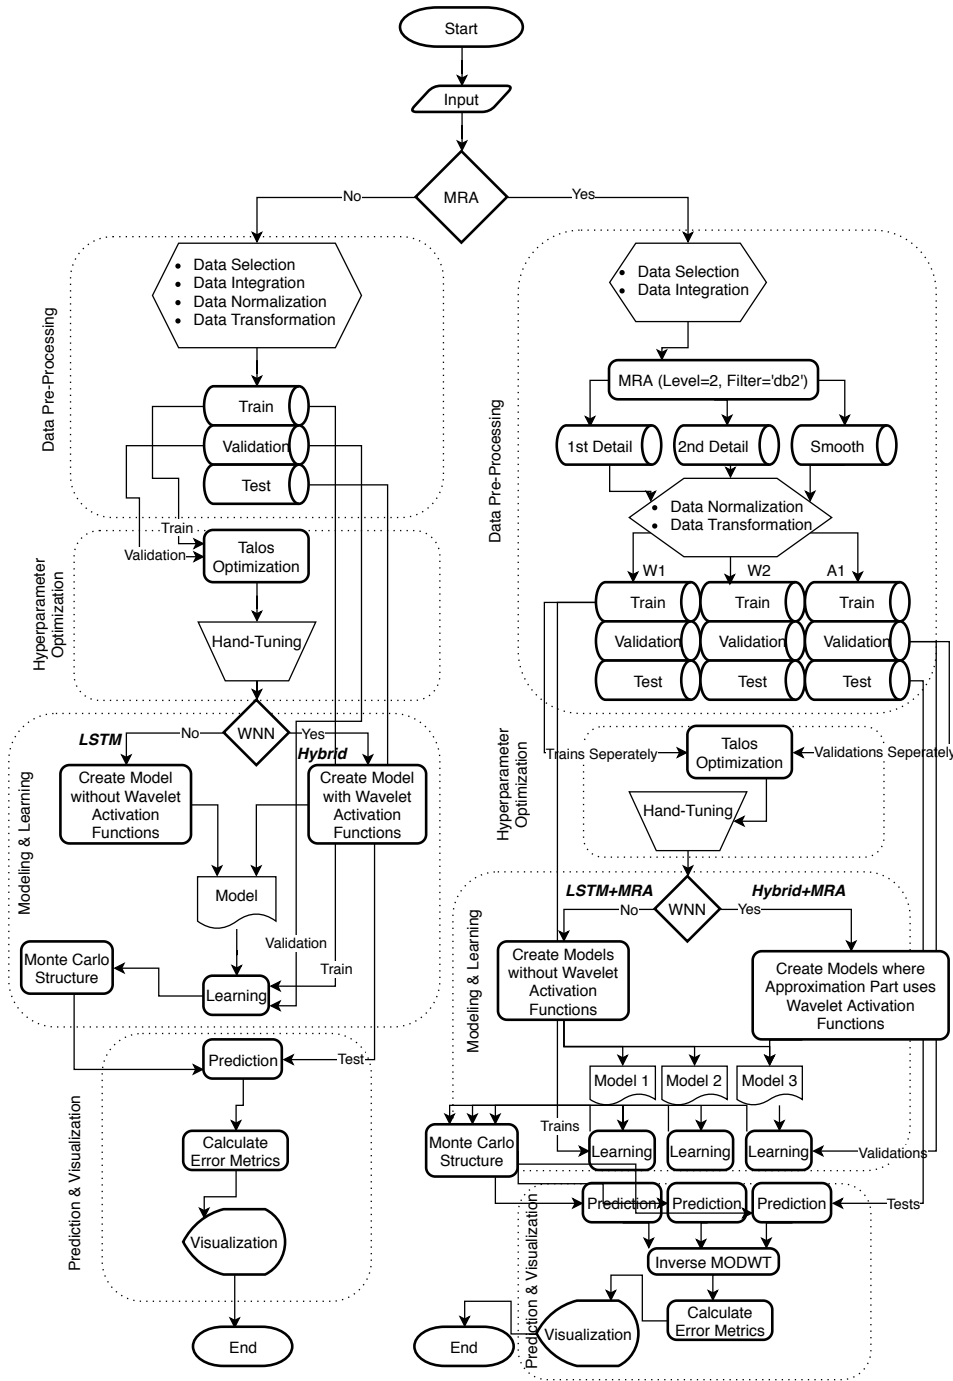 Start
Input
MRA
No
Yes
Data Pre-Processing
• Data Selection
• Data Integration
• Data Normalization
• Data Transformation
Train
Validation
Test
Hyperparameter
Optimization
Train
Validation
Talos
Optimization
Hand-Tuning
Modeling & Learning
WNN
LSTM
No
Yes
Hybrid
Create Model
without Wavelet
Activation
Functions
Create Model
with Wavelet
Activation
Functions
Model
Validation
Train
Monte Carlo
Structure
Learning
Prediction & Visualization
Prediction
Test
Calculate
Error Metrics
Visualization
End
Data Pre-Processing
• Data Selection
• Data Integration
MRA (Level=2, Filter='db2')
1st Detail
2nd Detail
Smooth
• Data Normalization
• Data Transformation
W1
W2
A1
Train
Train
Train
Validation
Validation
Validation
Test
Test
Test
Hyperparameter
Optimization
Trains Seperately
Talos
Optimization
Validations Seperately
Hand-Tuning
Modeling & Learning
LSTM+MRA
Hybrid+MRA
No
WNN
Yes
Create Models
without Wavelet
Activation
Functions
Create Models where
Approximation Part uses
Wavelet Activation
Functions
Model 1
Model 2
Model 3
Trains
Monte Carlo
Structure
Learning
Learning
Learning
Validations
Prediction & Visualization
Prediction
Prediction
Prediction
Tests
Inverse MODWT
Calculate
Error Metrics
Visualization
End